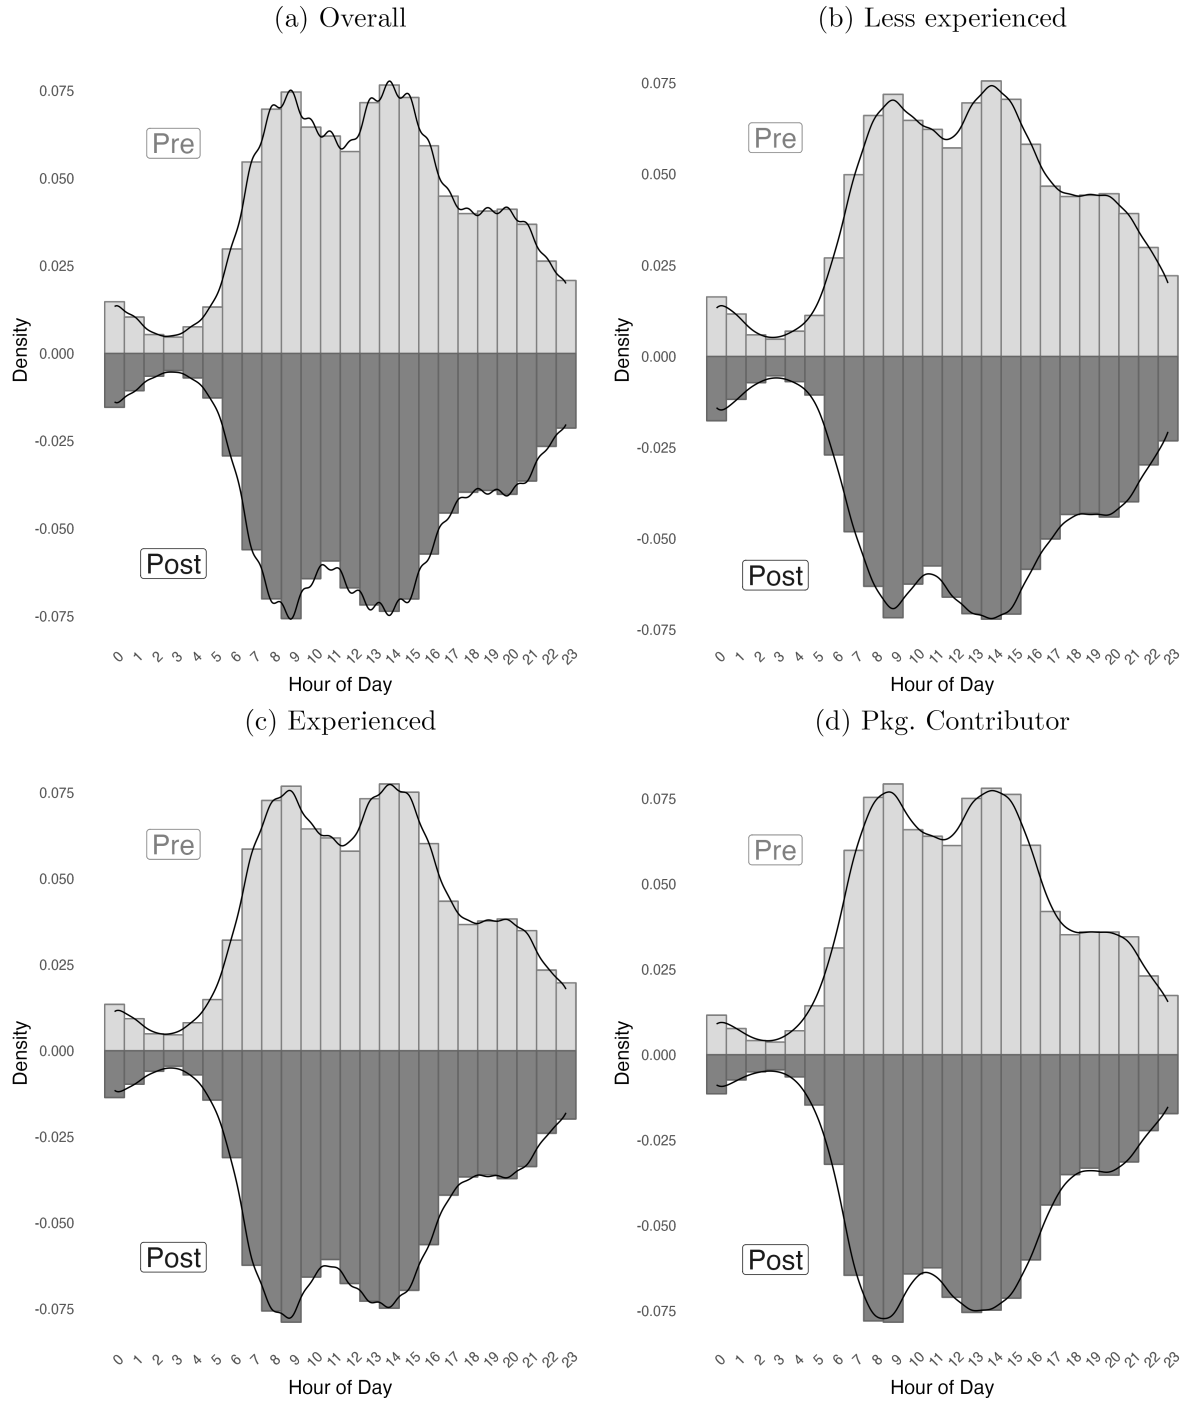 (a) Overall
0.075
0.050
0.025
0.000
-0.025
-0.050
-0.075
Density
Pre
Post
0 1 2 3 4 5 6 7 8 9 10 11 12 13 14 15 16 17 18 19 20 21 22 23
Hour of Day
(b) Less experienced
0.075
0.050
0.025
0.000
-0.025
-0.050
-0.075
Density
Pre
Post
0 1 2 3 4 5 6 7 8 9 10 11 12 13 14 15 16 17 18 19 20 21 22 23
Hour of Day
(c) Experienced
0.075
0.050
0.025
0.000
-0.025
-0.050
-0.075
Density
Pre
Post
0 1 2 3 4 5 6 7 8 9 10 11 12 13 14 15 16 17 18 19 20 21 22 23
Hour of Day
(d) Pkg. Contributor
0.075
0.050
0.025
0.000
-0.025
-0.050
-0.075
Density
Pre
Post
0 1 2 3 4 5 6 7 8 9 10 11 12 13 14 15 16 17 18 19 20 21 22 23
Hour of Day